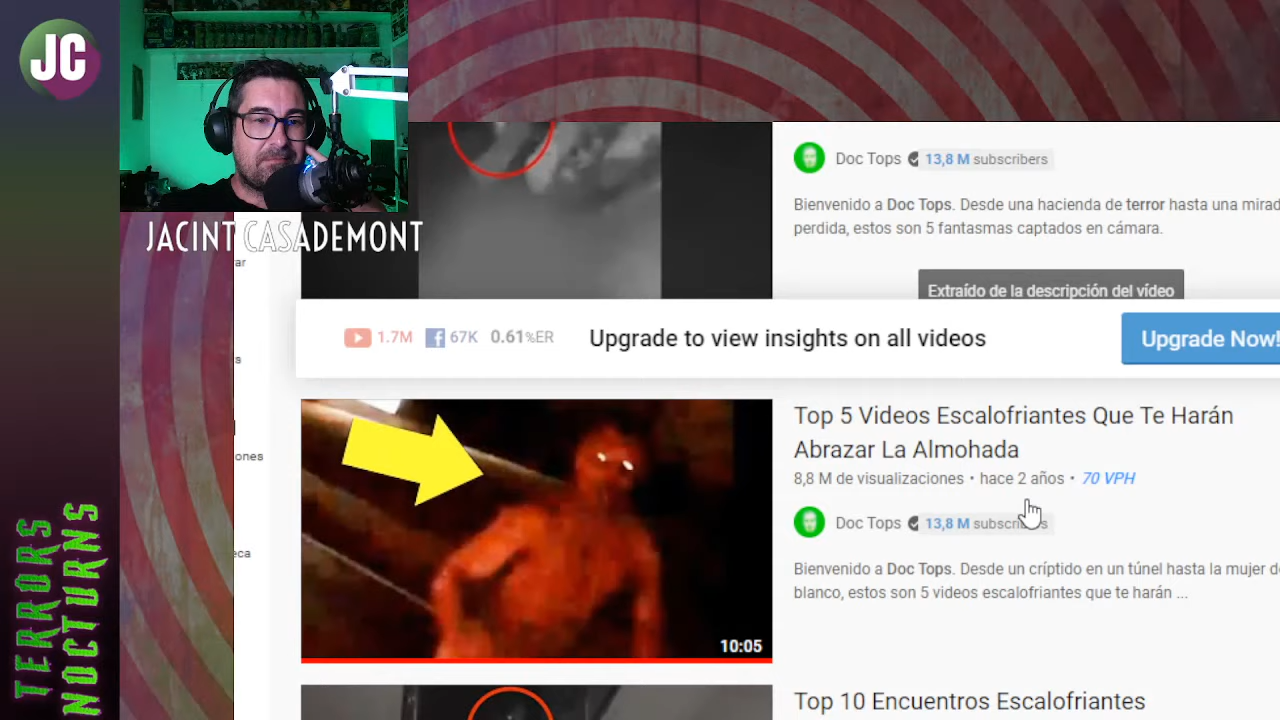 JC
JACINT CASADEMONT
TERRORS
NOCTURNS
ar
s
ones
eca
Doc Tops 13,8 M subscribers
Bienvenido a Doc Tops. Desde una hacienda de terror hasta una mirad
perdida, estos son 5 fantasmas captados en cámara.
Extraído de la descripción del vídeo
1.7M 67K 0.61%ER Upgrade to view insights on all videos Upgrade Now!
Top 5 Videos Escalofriantes Que Te Harán
Abrazar La Almohada
8,8 M de visualizaciones • hace 2 años • 70 VPH
Doc Tops 13,8 M subscribers
Bienvenido a Doc Tops. Desde un críptido en un túnel hasta la mujer de
blanco, estos son 5 videos escalofriantes que te harán ...
10:05
Top 10 Encuentros Escalofriantes